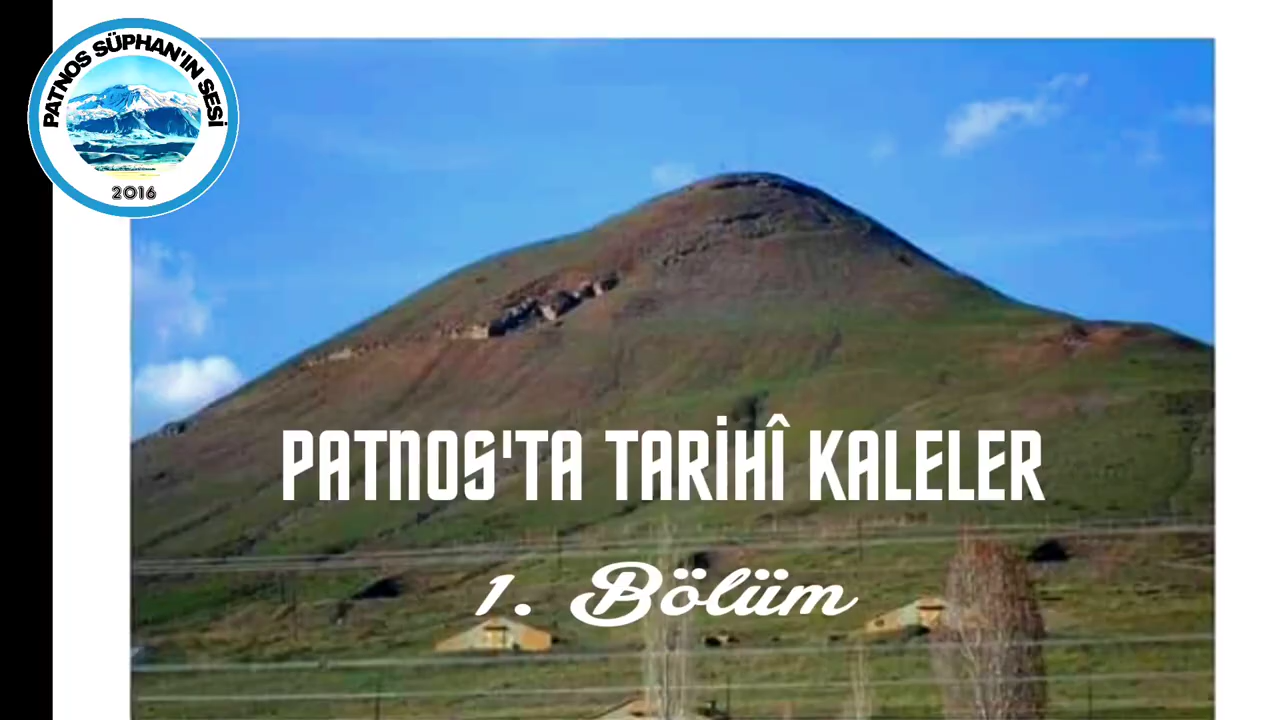 PATNOS SÜPHAN'IN SESİ
2016
PATNOS'TA TARİHÎ KALELER
1. Bölüm